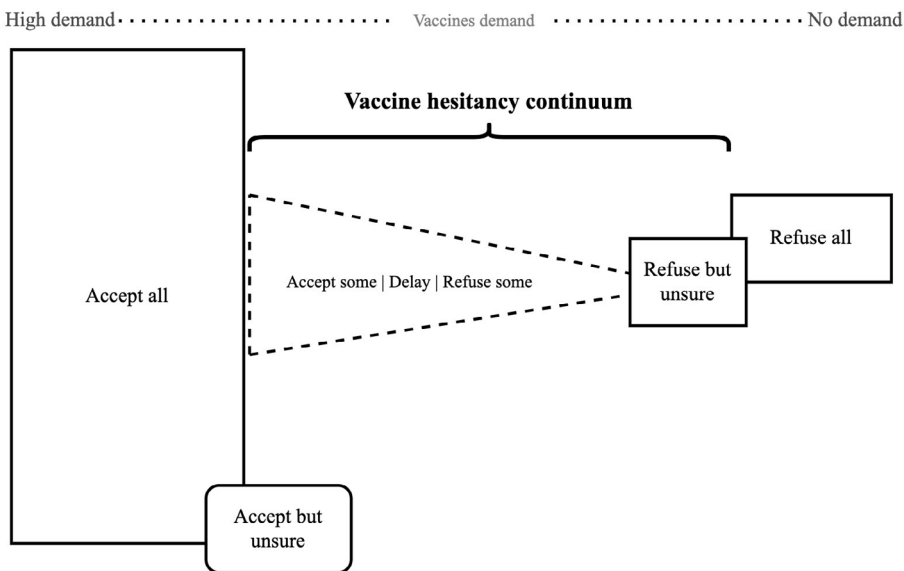 High demand Vaccines demand No demand
Vaccine hesitancy continuum
Refuse all
Accept all
Accept some | Delay | Refuse some
Refuse but
unsure
Accept but
unsure